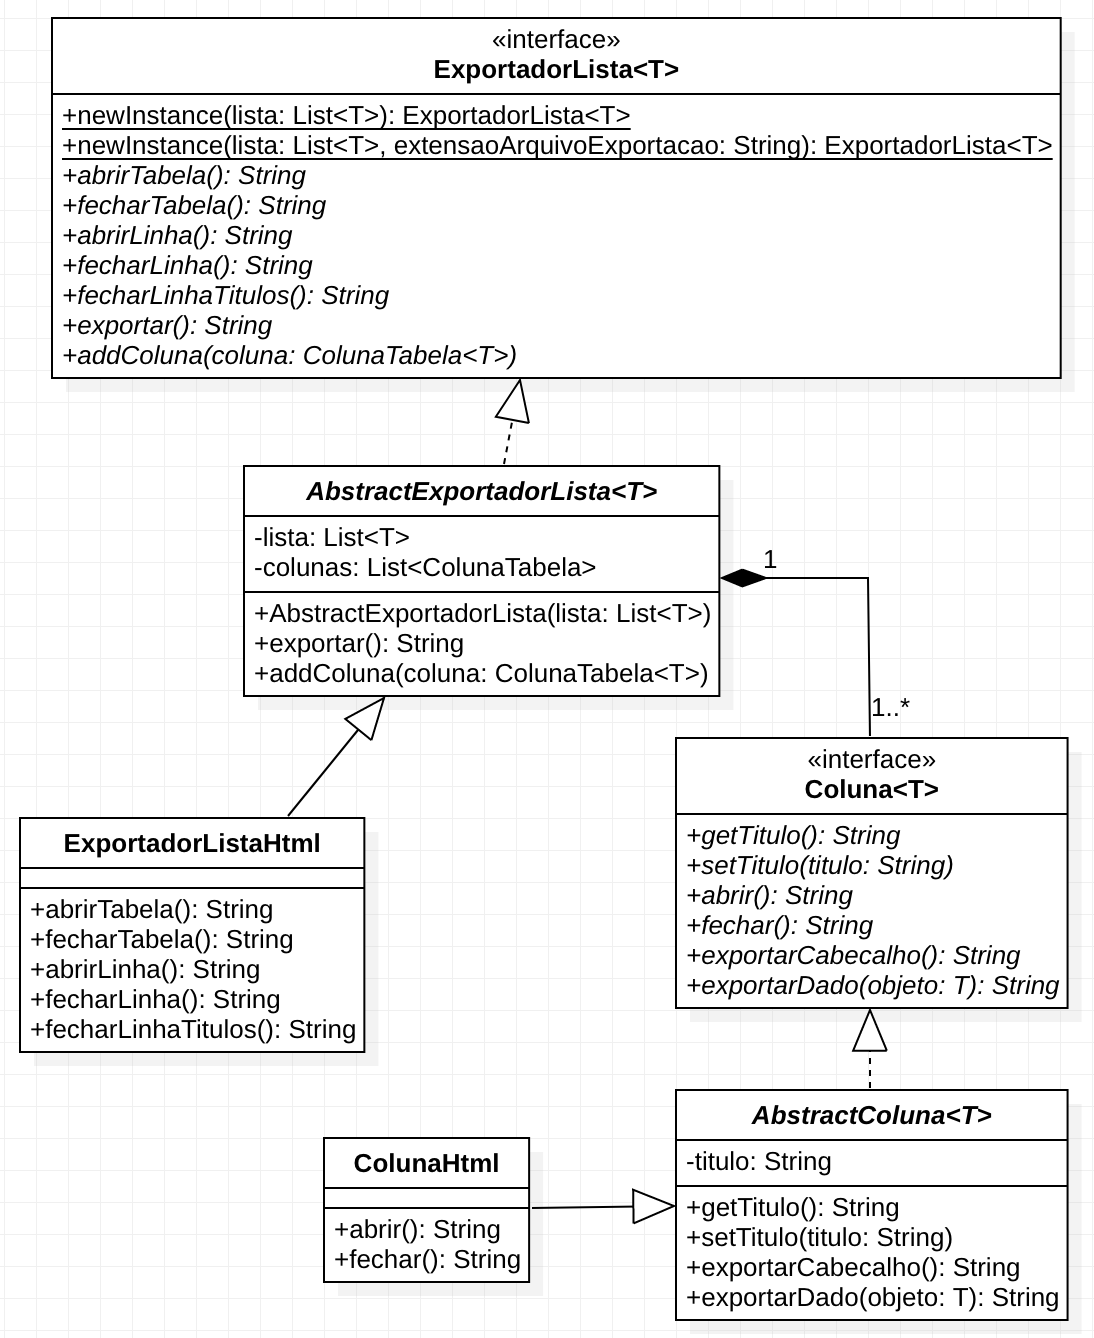 «interface»
ExportadorLista<T>
+newInstance(lista: List<T>): ExportadorLista<T>
+newInstance(lista: List<T>, extensaoArquivoExportacao: String): ExportadorLista<T>
+abrirTabela(): String
+fecharTabela(): String
+abrirLinha(): String
+fecharLinha(): String
+fecharLinhaTitulos(): String
+exportar(): String
+addColuna(coluna: ColunaTabela<T>)
AbstractExportadorLista<T>
-lista: List<T>
-colunas: List<ColunaTabela>
+AbstractExportadorLista(lista: List<T>)
+exportar(): String
+addColuna(coluna: ColunaTabela<T>)
1
1..*
«interface»
Coluna<T>
+getTitulo(): String
+setTitulo(titulo: String)
+abrir(): String
+fechar(): String
+exportarCabecalho(): String
+exportarDado(objeto: T): String
ExportadorListaHtml
+abrirTabela(): String
+fecharTabela(): String
+abrirLinha(): String
+fecharLinha(): String
+fecharLinhaTitulos(): String
AbstractColuna<T>
-titulo: String
+getTitulo(): String
+setTitulo(titulo: String)
+exportarCabecalho(): String
+exportarDado(objeto: T): String
ColunaHtml
+abrir(): String
+fechar(): String